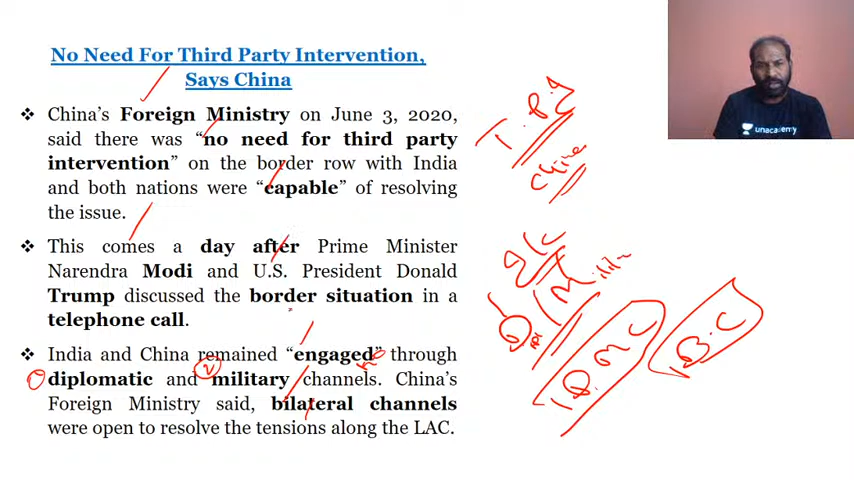 No Need For Third Party Intervention,
Says China
❖ China's Foreign Ministry on June 3, 2020,
said there was "no need for third party
intervention" on the border row with India
and both nations were "capable" of resolving
the issue.
❖ This comes a day after Prime Minister
Narendra Modi and U.S. President Donald
Trump discussed the border situation in a
telephone call.
❖ India and China remained "engaged" through
① diplomatic and ② military channels. China's
Foreign Ministry said, bilateral channels
were open to resolve the tensions along the LAC.
T.P.I
China
B.C
unacademy